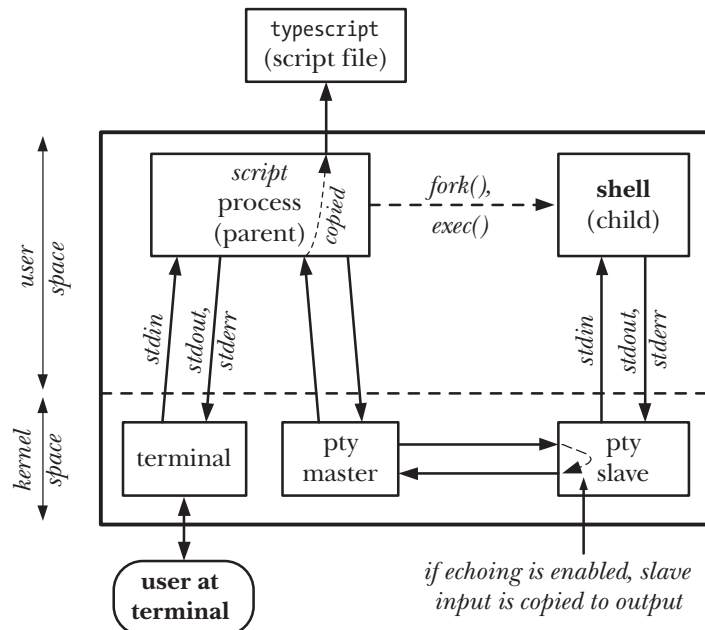 typescript
(script file)
script
process
(parent)
copied
fork(),
exec()
shell
(child)
user
space
stdin
stdout,
stderr
stdin
stdout,
stderr
kernel
space
terminal
pty
master
pty
slave
user at
terminal
if echoing is enabled, slave
input is copied to output